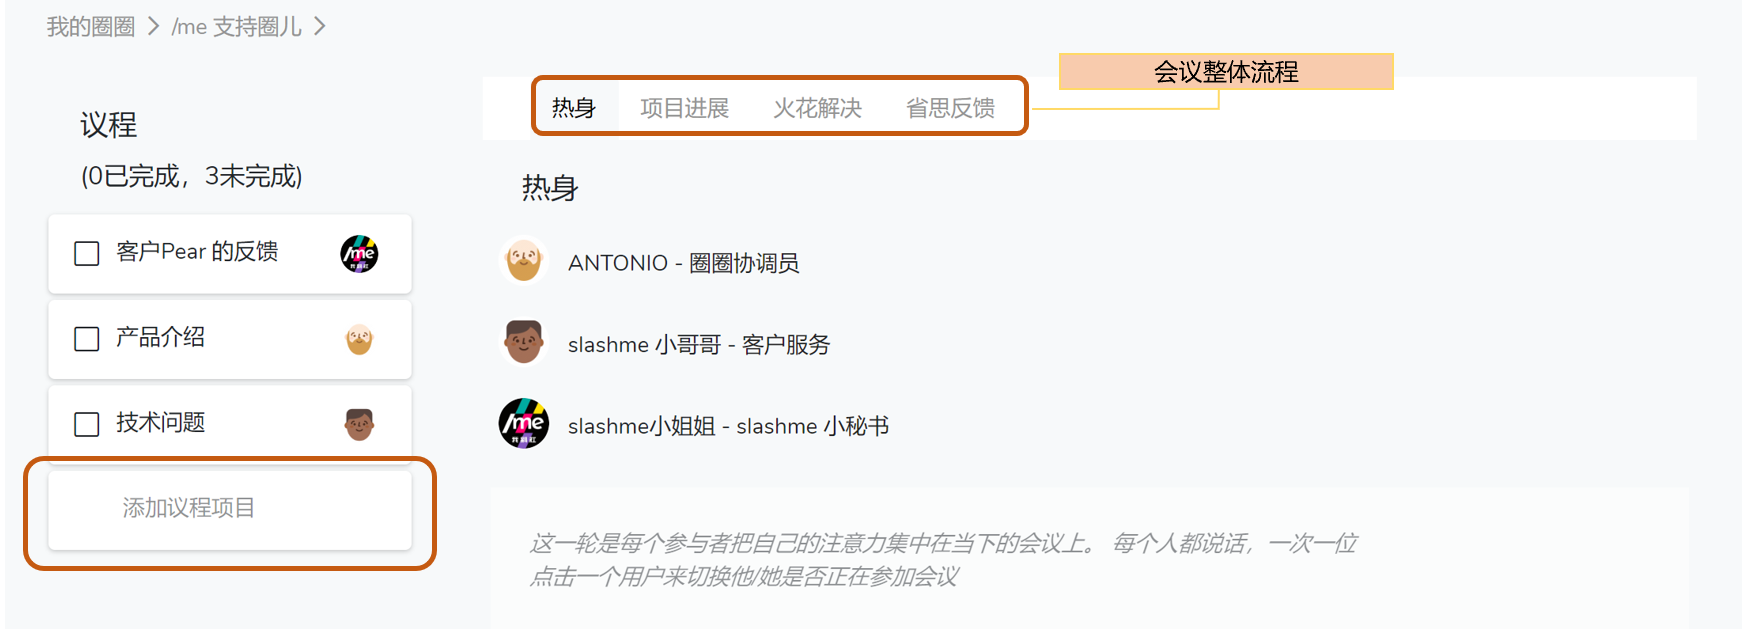 我的圈圈 > /me 支持圈儿 >
会议整体流程
热身 项目进展 火花解决 省思反馈
议程
(0已完成，3未完成)
客户Pear 的反馈
/me
产品介绍
技术问题
添加议程项目
热身
ANTONIO - 圈圈协调员
slashme 小哥哥 - 客户服务
/me
slashme小姐姐 - slashme 小秘书
这一轮是每个参与者把自己的注意力集中在当下的会议上。 每个人都说话，一次一位
点击一个用户来切换他/她是否正在参加会议